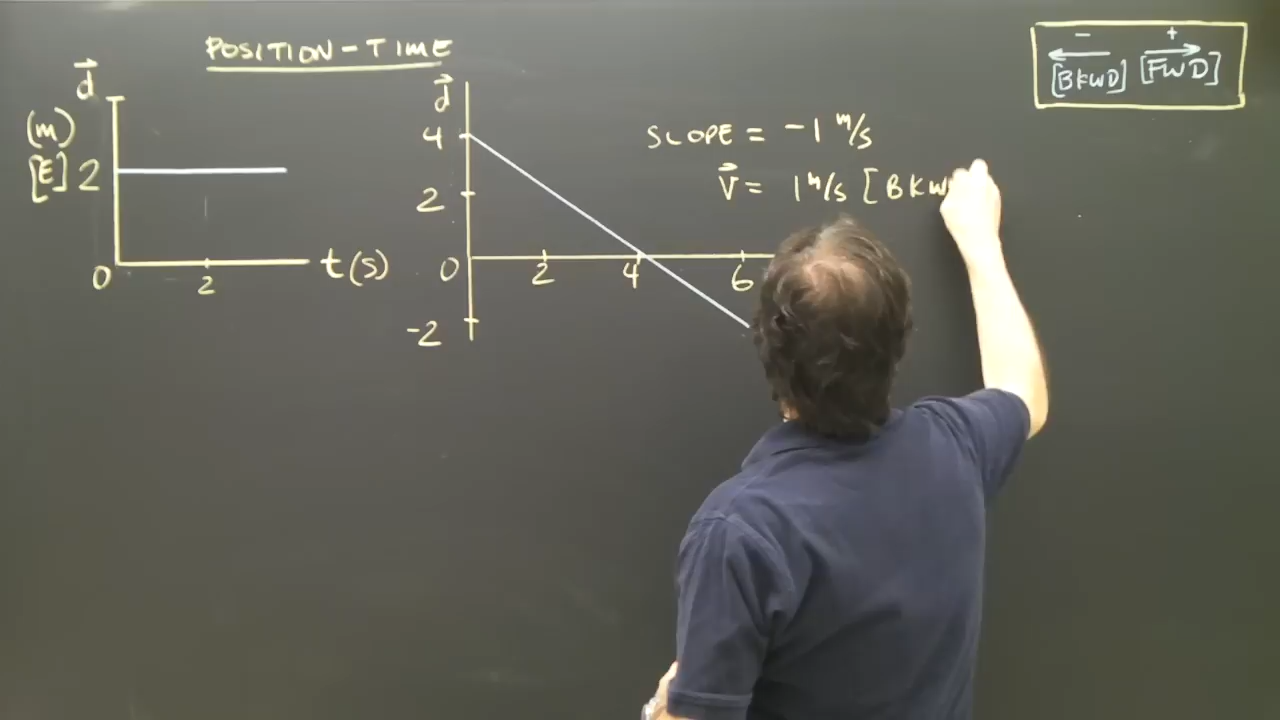 POSITION-TIME
d
(m)
[E] 2
0
2
t(s)
d
4
2
0
-2
2
4
6
SLOPE = -1 m/s
V = 1 m/s [BKW
- +
[BKWD] [FWD]